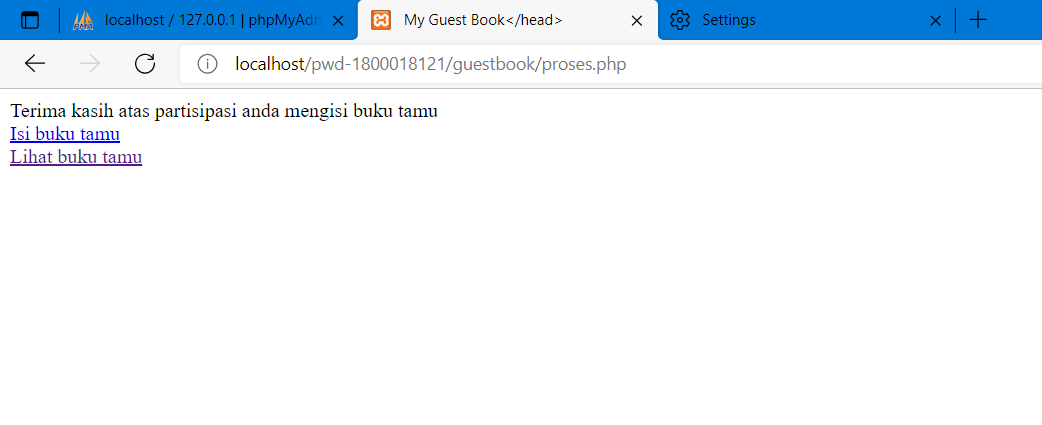 localhost / 127.0.0.1 | phpMyAdm
My Guest Book</head>
Settings
localhost/pwd-1800018121/guestbook/proses.php
Terima kasih atas partisipasi anda mengisi buku tamu
Isi buku tamu
Lihat buku tamu